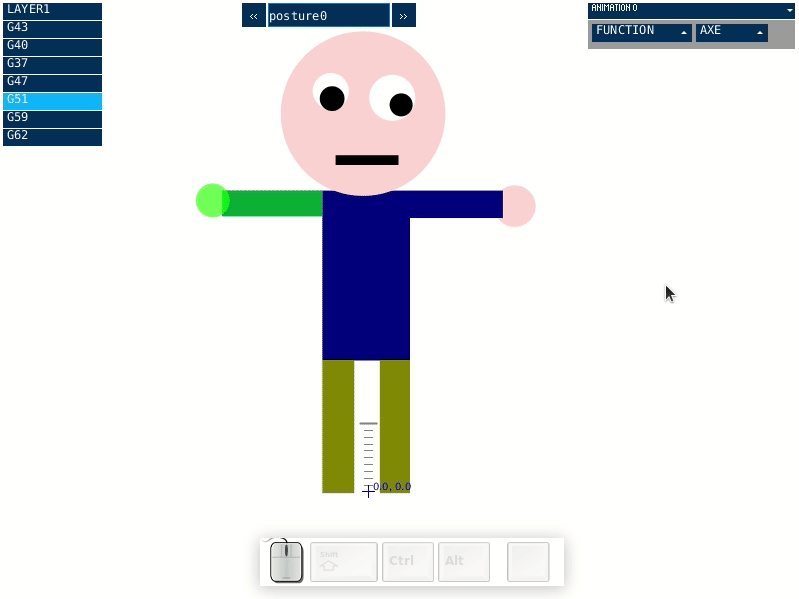 LAYER1
G43
G40
G37
G47
G51
G59
G62
<< posture0 >>
ANIMATION 0
FUNCTION AXE
0.0, 0.0
Shift Ctrl Alt